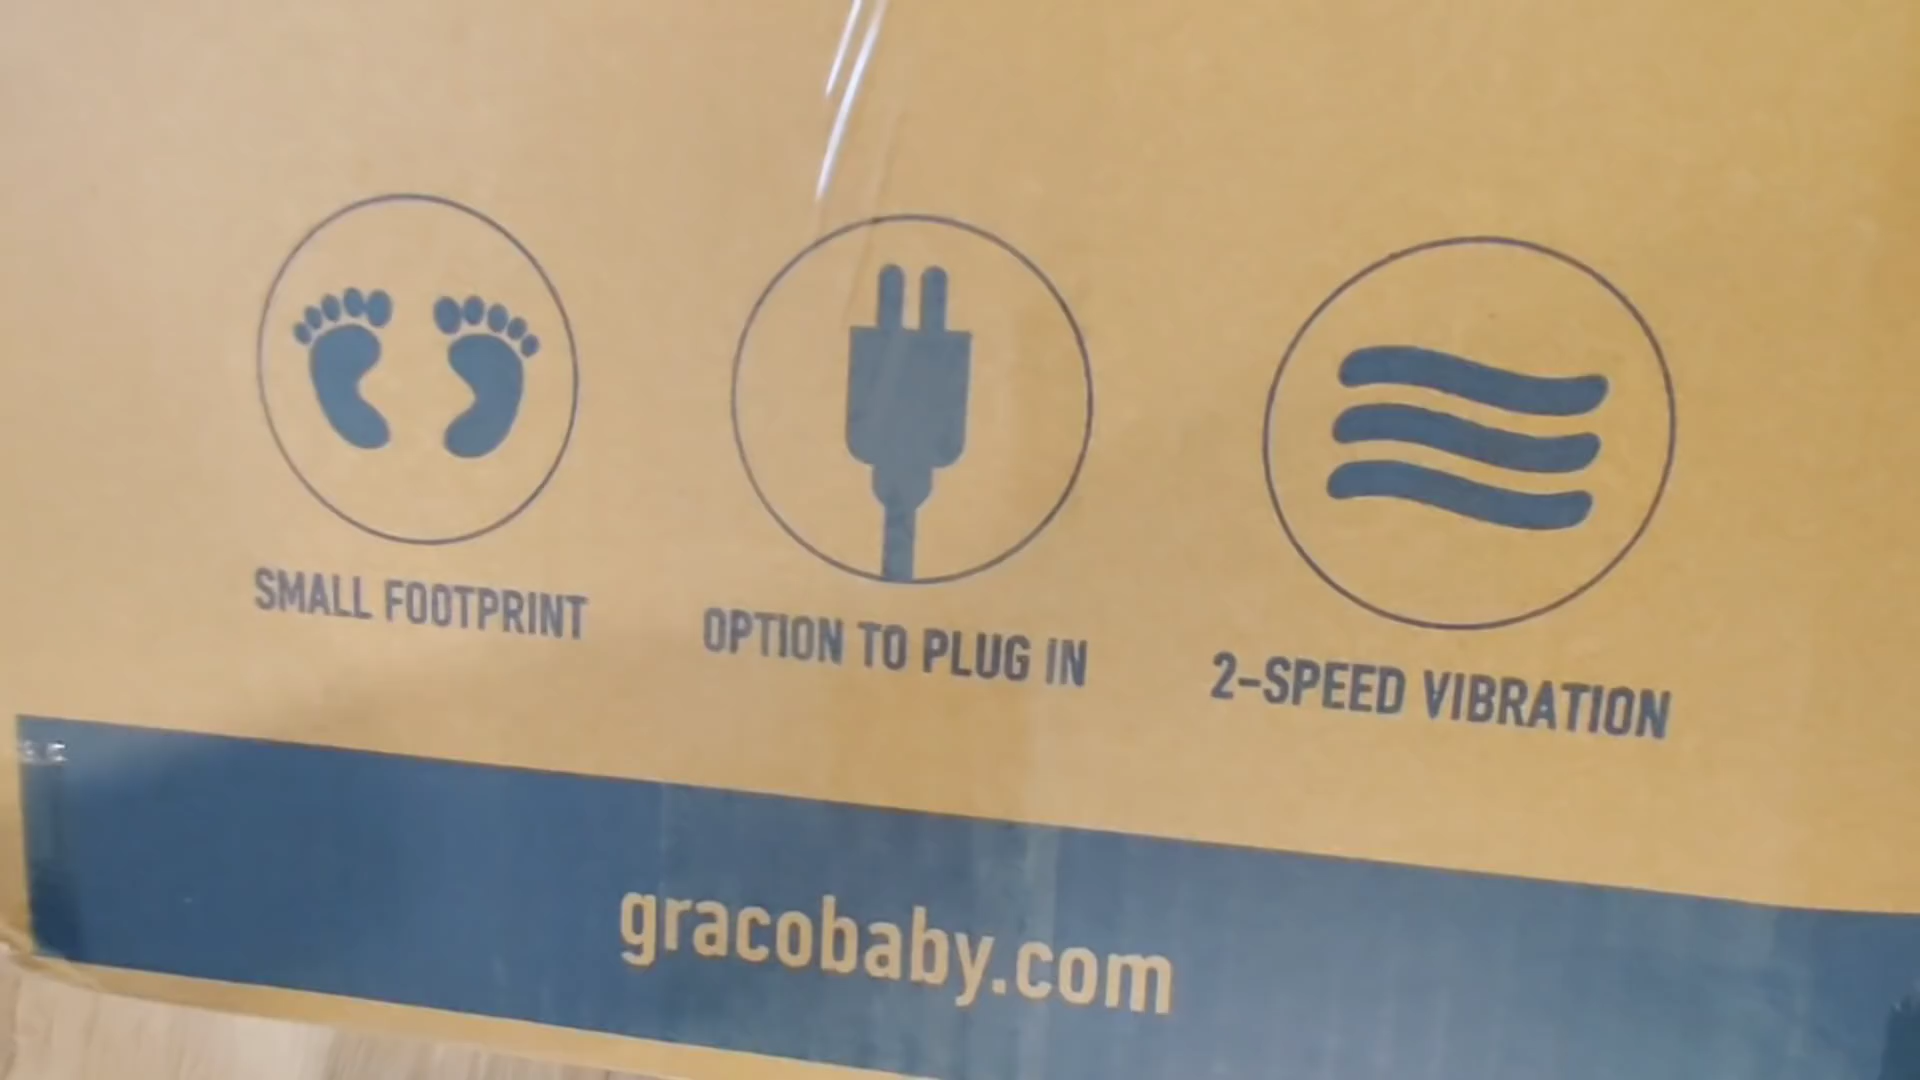 SMALL FOOTPRINT
OPTION TO PLUG IN
2-SPEED VIBRATION
gracobaby.com